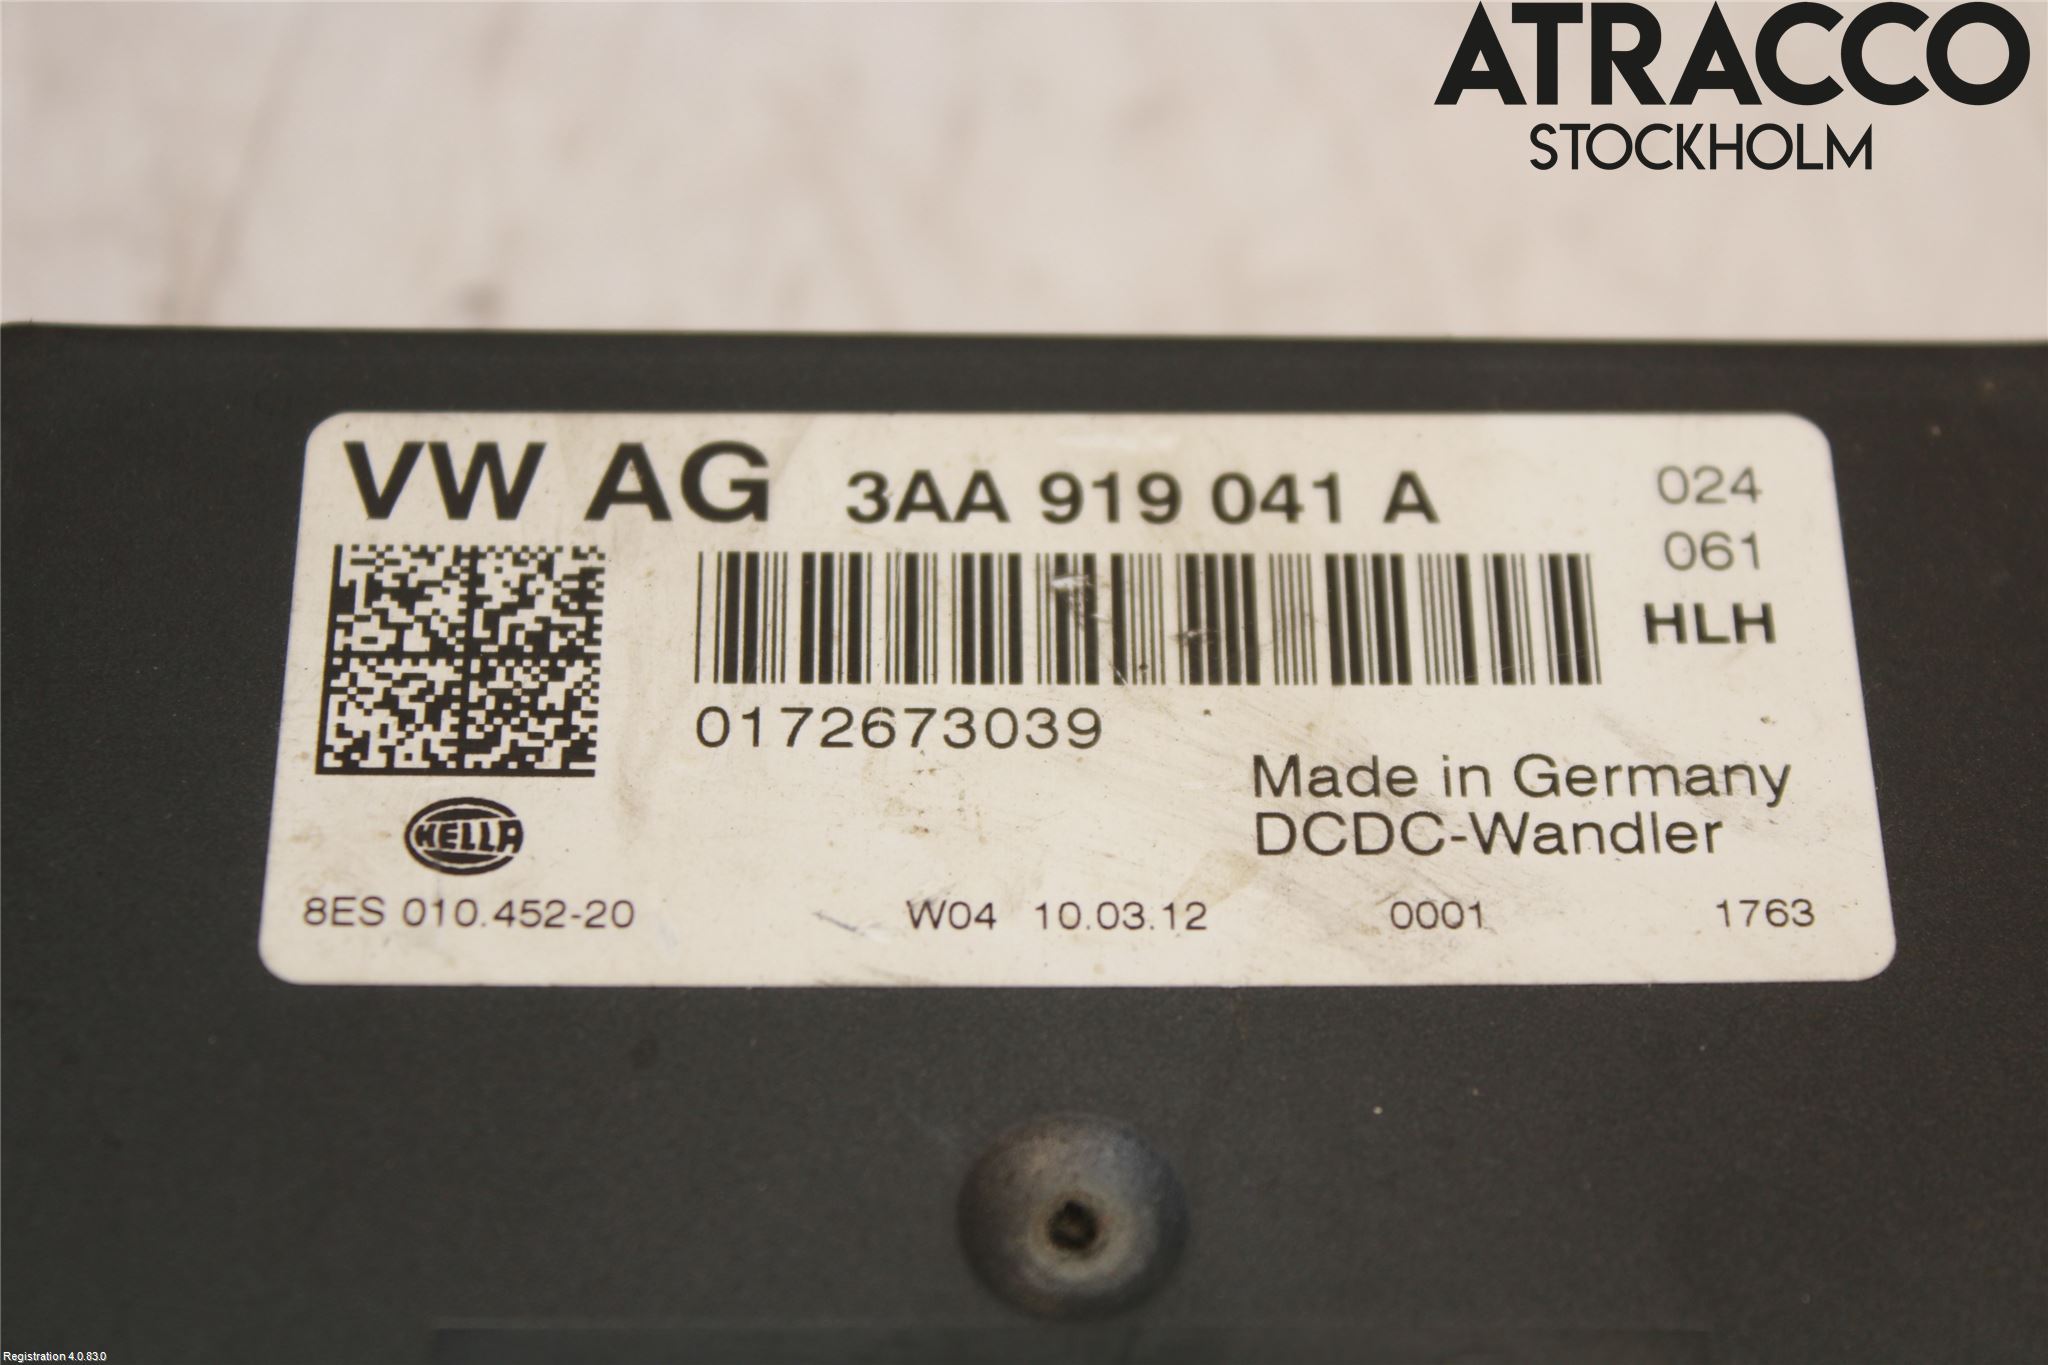 ATRACCO
STOCKHOLM
VW AG 3AA 919 041 A 024
061
HLH
0172673039
Made in Germany
DCDC-Wandler
HELLA
8ES 010.452-20 W04 10.03.12 0001 1763
Registration 4.0.83.0